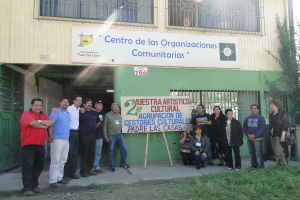 " Centro de las Organizaciones
Comunitarias "
2ª MUESTRA ARTISTICO
CULTURAL
AGRUPACION DE
GESTORES CULTURALES
PADRE LAS CASAS